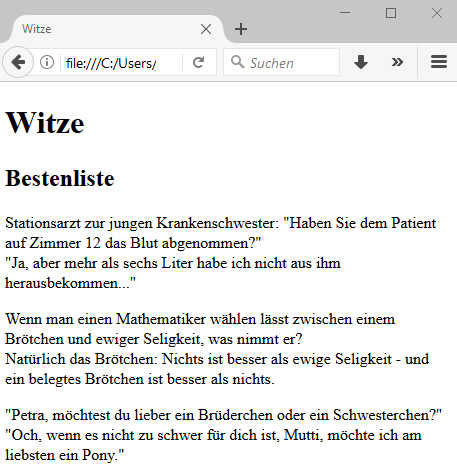 Witze
file:///C:/Users/
Suchen
Witze
Bestenliste
Stationsarzt zur jungen Krankenschwester: "Haben Sie dem Patient
auf Zimmer 12 das Blut abgenommen?"
"Ja, aber mehr als sechs Liter habe ich nicht aus ihm
herausbekommen..."
Wenn man einen Mathematiker wählen lässt zwischen einem
Brötchen und ewiger Seligkeit, was nimmt er?
Natürlich das Brötchen: Nichts ist besser als ewige Seligkeit - und
ein belegtes Brötchen ist besser als nichts.
"Petra, möchtest du lieber ein Brüderchen oder ein Schwesterchen?"
"Och, wenn es nicht zu schwer für dich ist, Mutti, möchte ich am
liebsten ein Pony."